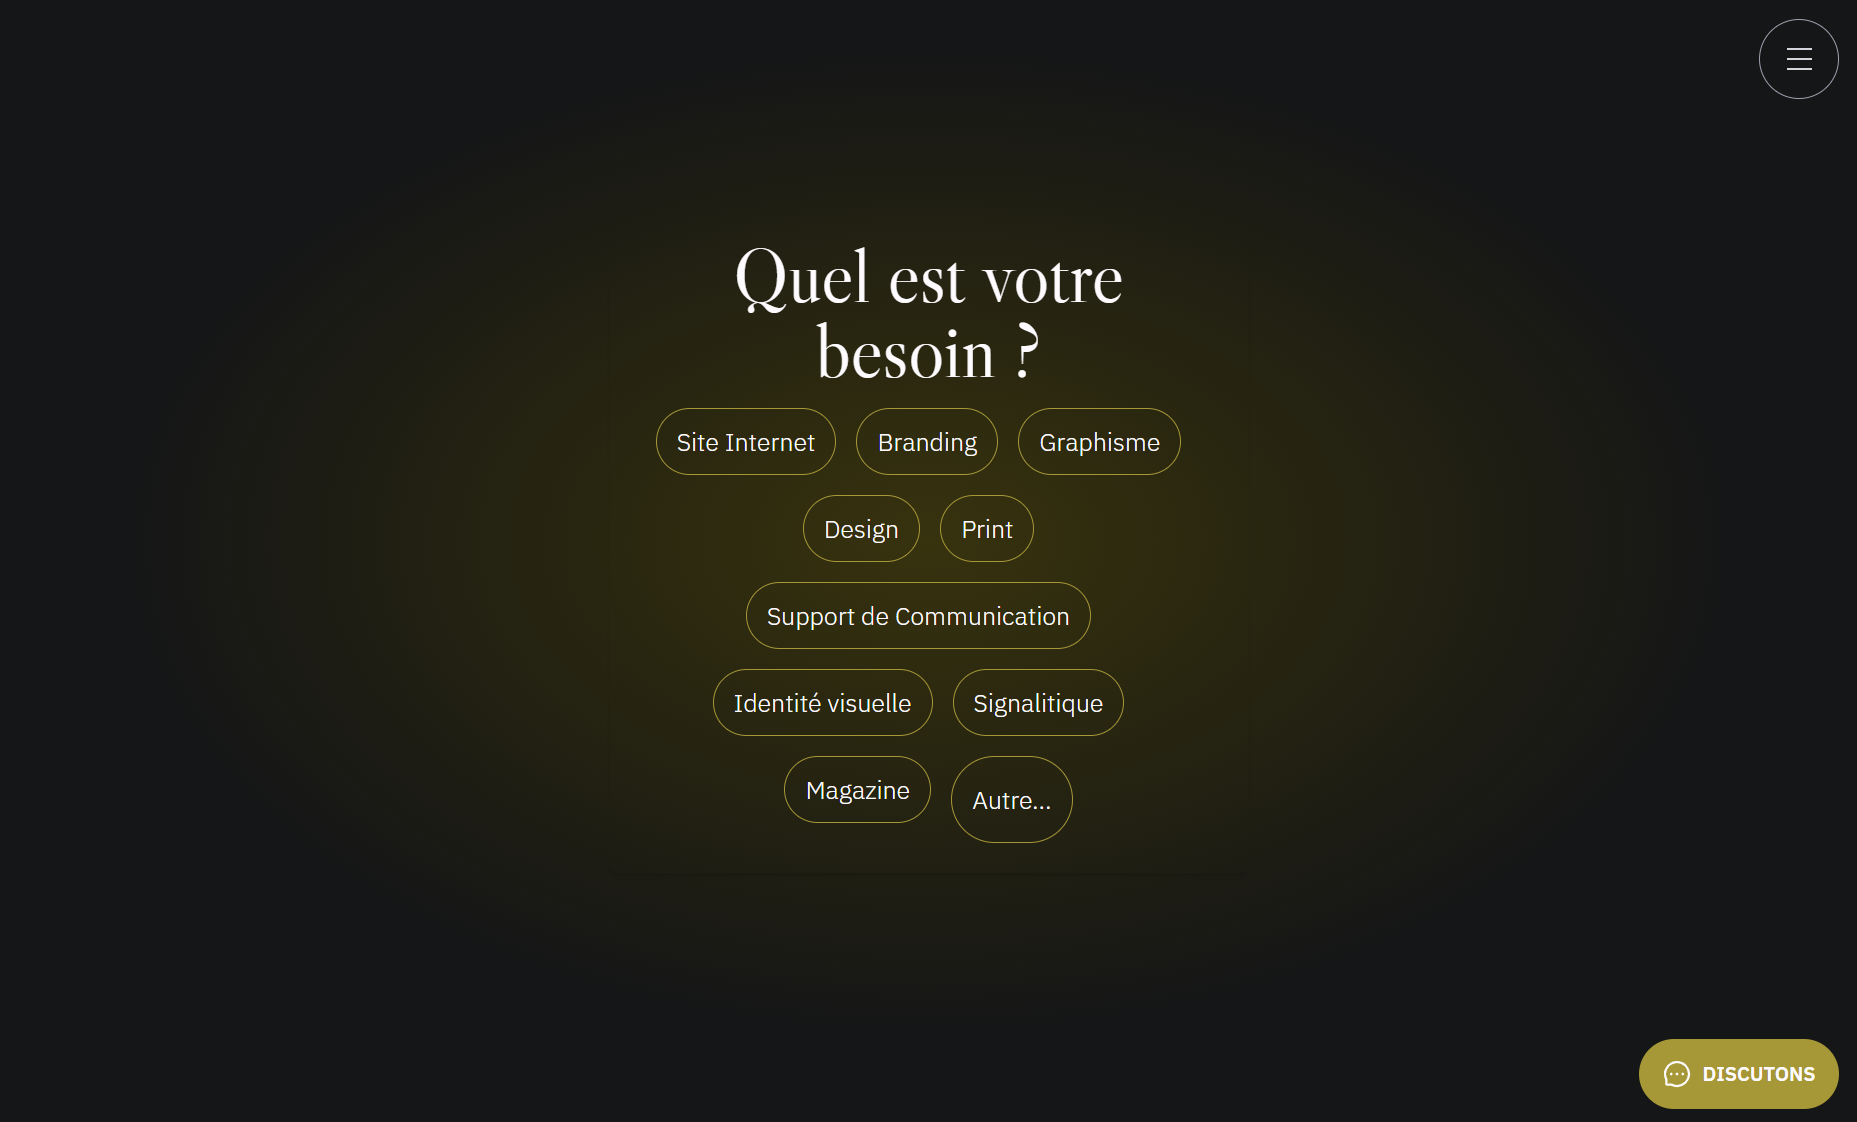 Quel est votre
besoin ?
Site Internet Branding Graphisme
Design Print
Support de Communication
Identité visuelle Signalitique
Magazine Autre...
DISCUTONS